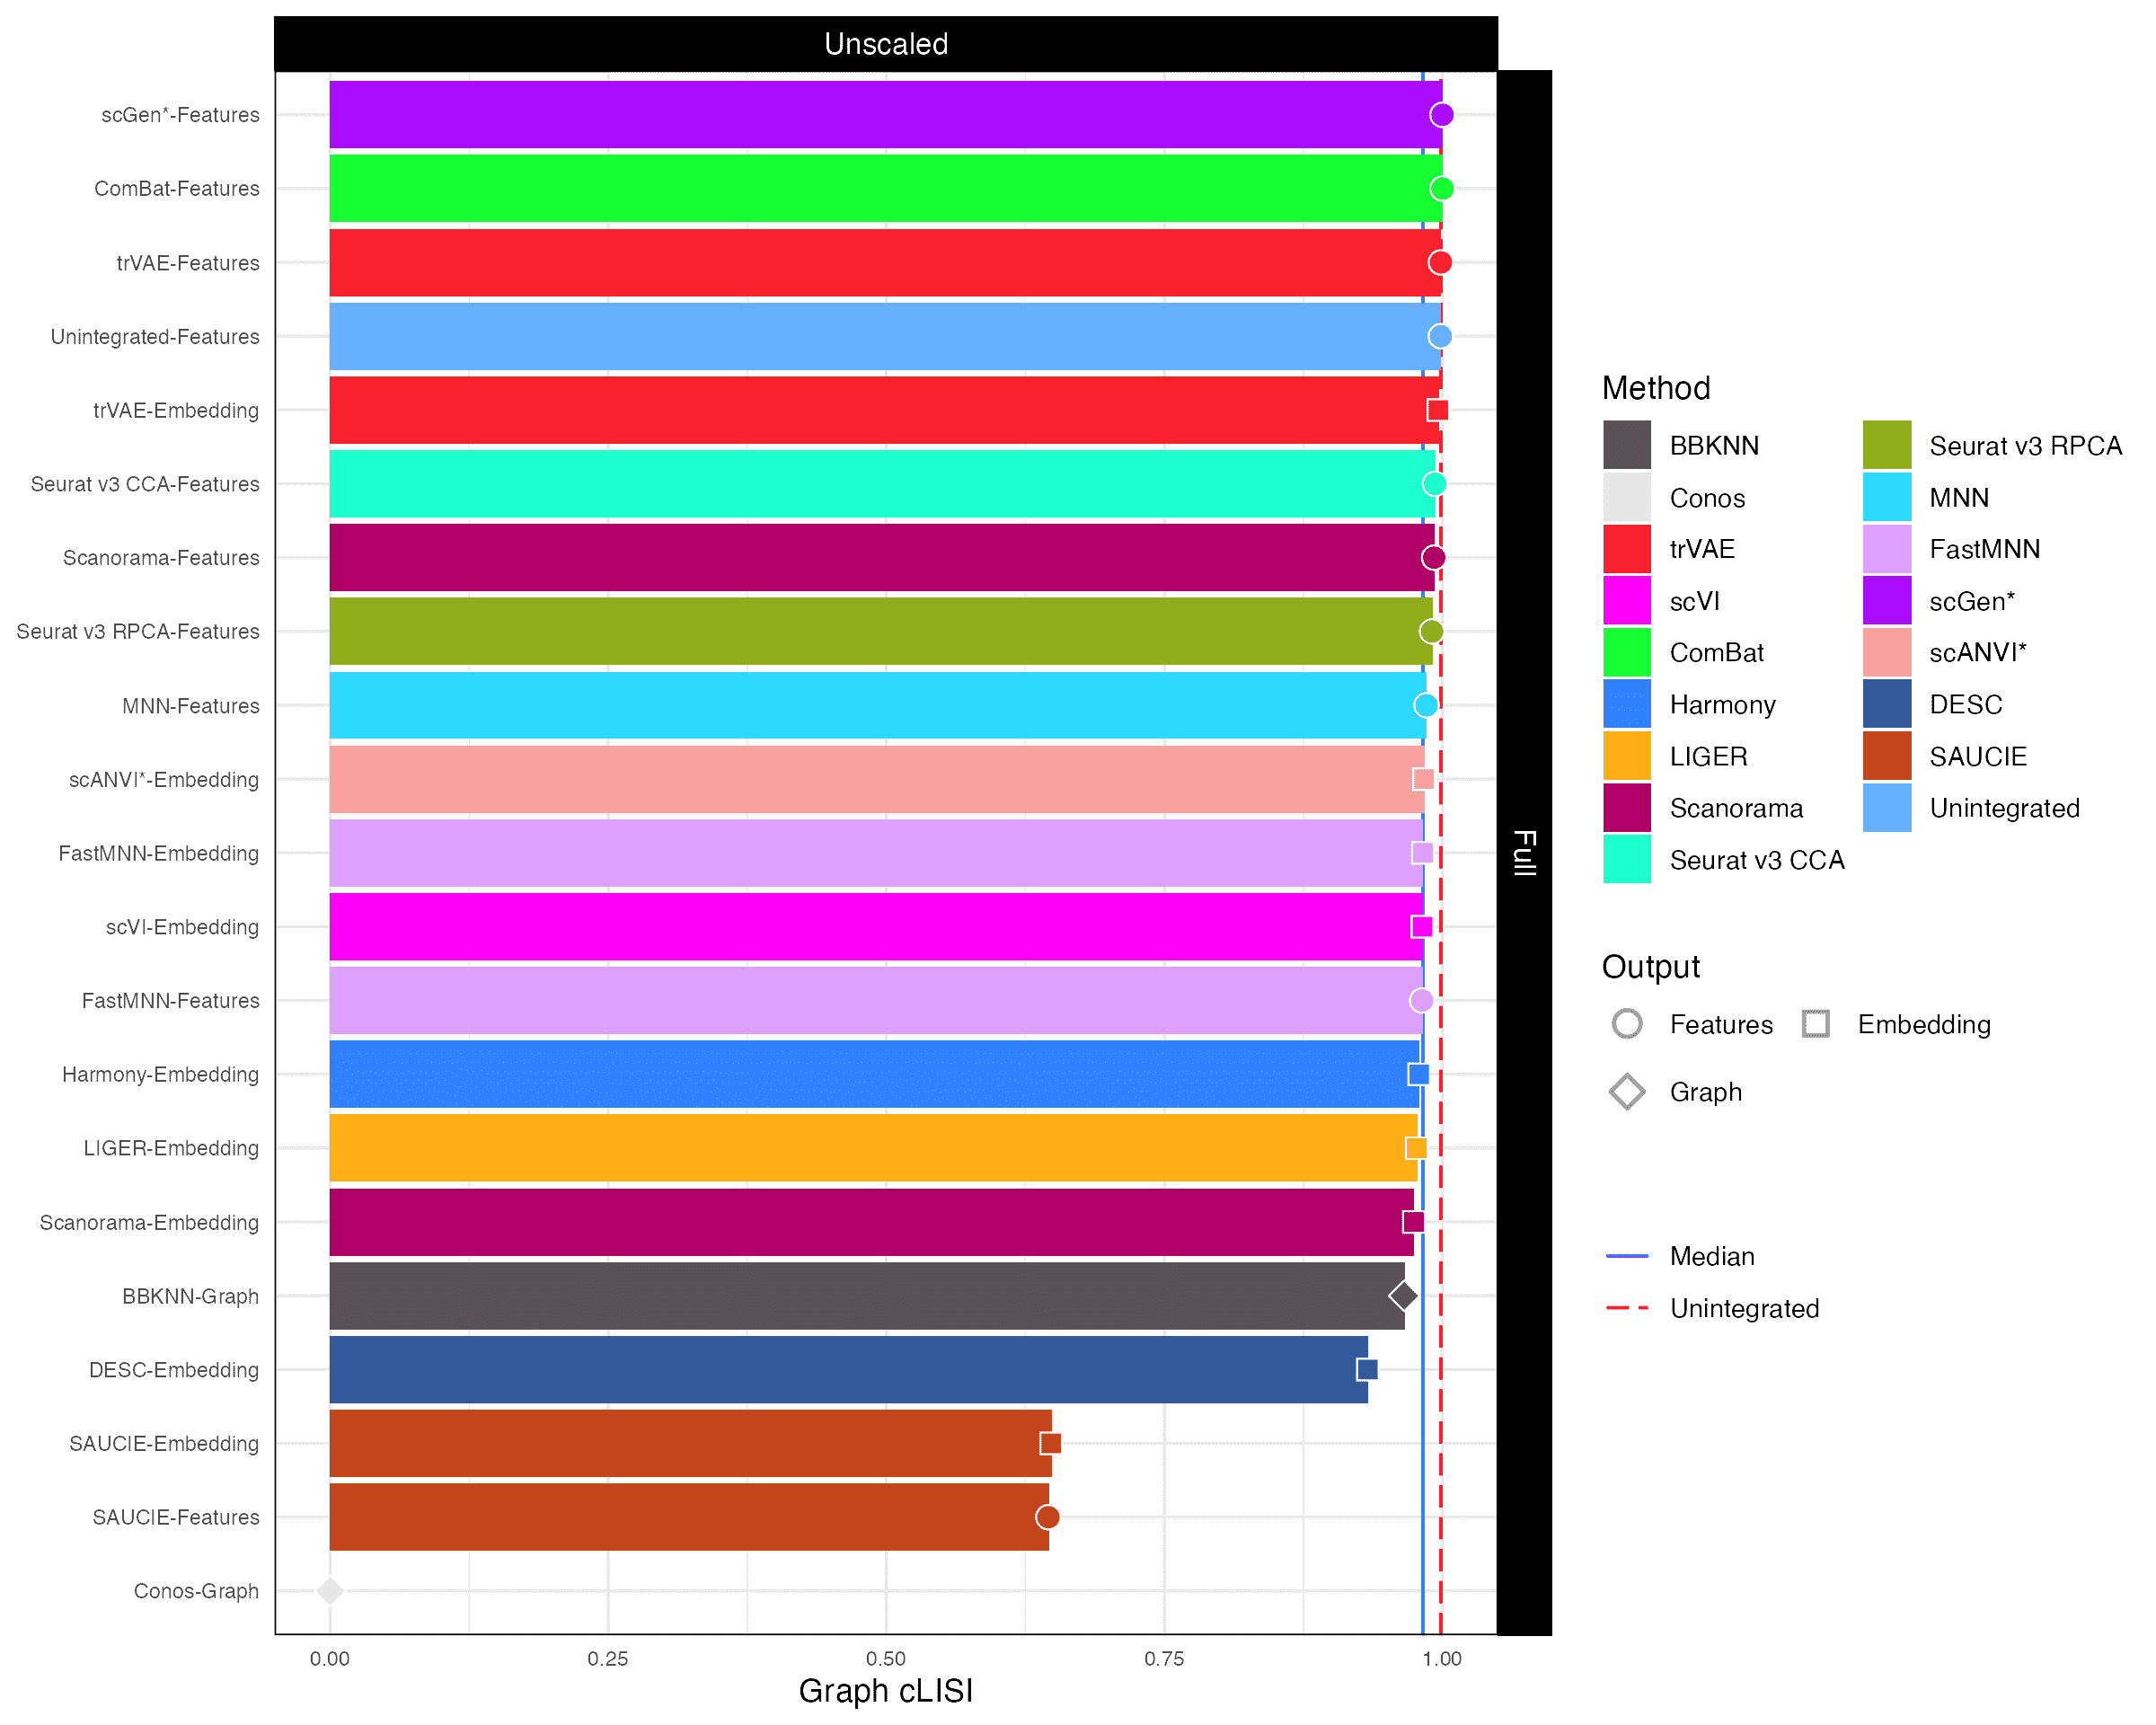 Unscaled
scGen*-Features
ComBat-Features
trVAE-Features
Unintegrated-Features
trVAE-Embedding
Seurat v3 CCA-Features
Scanorama-Features
Seurat v3 RPCA-Features
MNN-Features
scANVI*-Embedding
FastMNN-Embedding
scVI-Embedding
FastMNN-Features
Harmony-Embedding
LIGER-Embedding
Scanorama-Embedding
BBKNN-Graph
DESC-Embedding
SAUCIE-Embedding
SAUCIE-Features
Conos-Graph
0.00 0.25 0.50 0.75 1.00
Graph cLISI
Full
Method
BBKNN
Conos
trVAE
scVI
ComBat
Harmony
LIGER
Scanorama
Seurat v3 CCA
Seurat v3 RPCA
MNN
FastMNN
scGen*
scANVI*
DESC
SAUCIE
Unintegrated
Output
Features Embedding
Graph
Median
Unintegrated